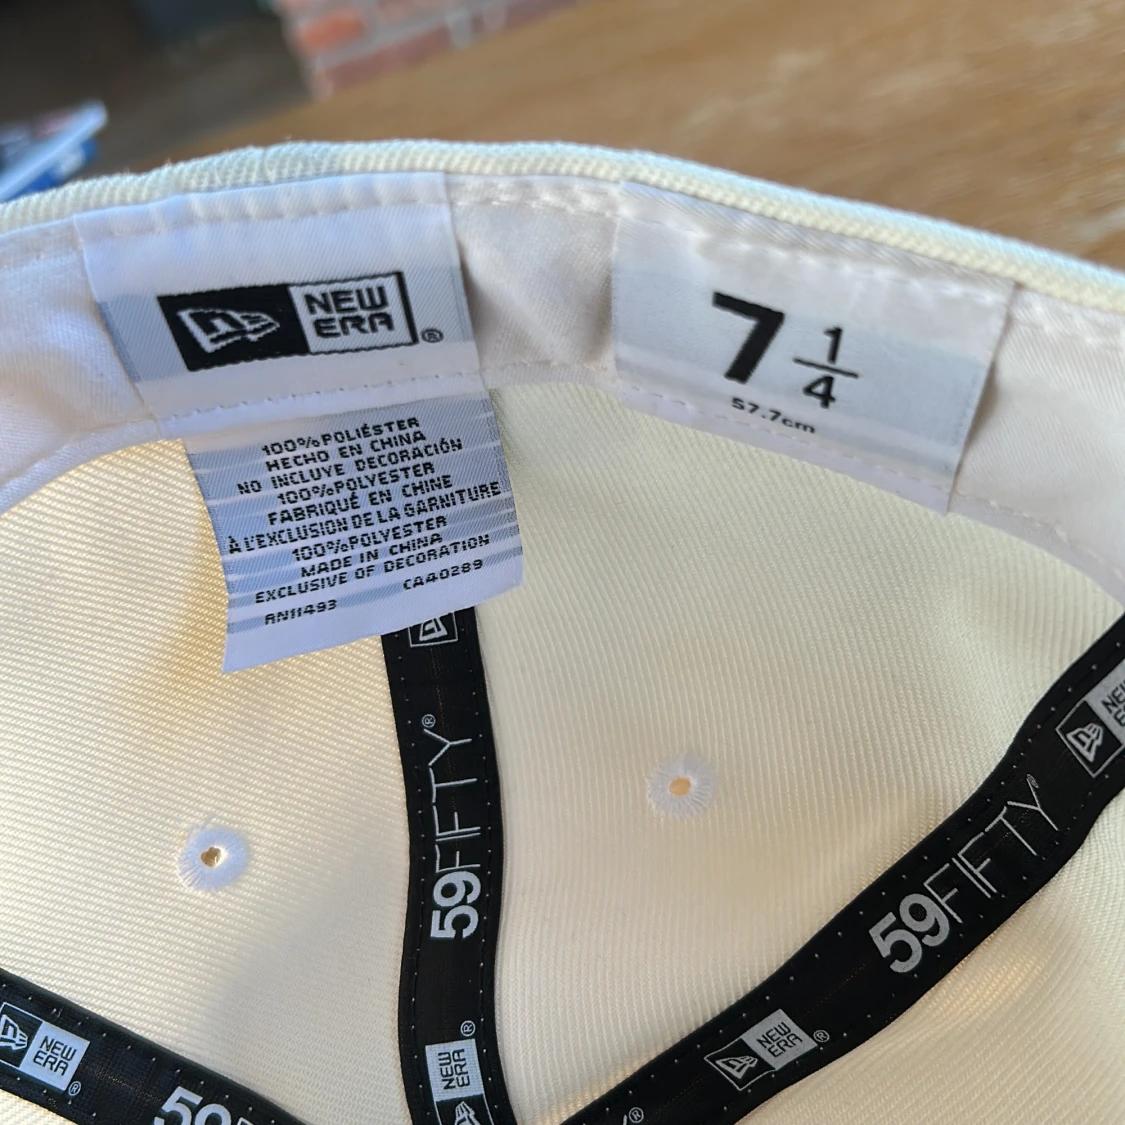 NEW
ERA®
7 1/4
57.7cm
100%POLIÉSTER
HECHO EN CHINA
NO INCLUYE DECORACIÓN
100%POLYESTER
FABRIQUÉ EN CHINE
À L'EXCLUSION DE LA GARNITURE
100%POLYESTER
MADE IN CHINA
EXCLUSIVE OF DECORATION
RN11493 CA40289
59FIFTY®
NEW
ERA®
59FIFTY®
NEW
ERA®
NEW
ERA®
59